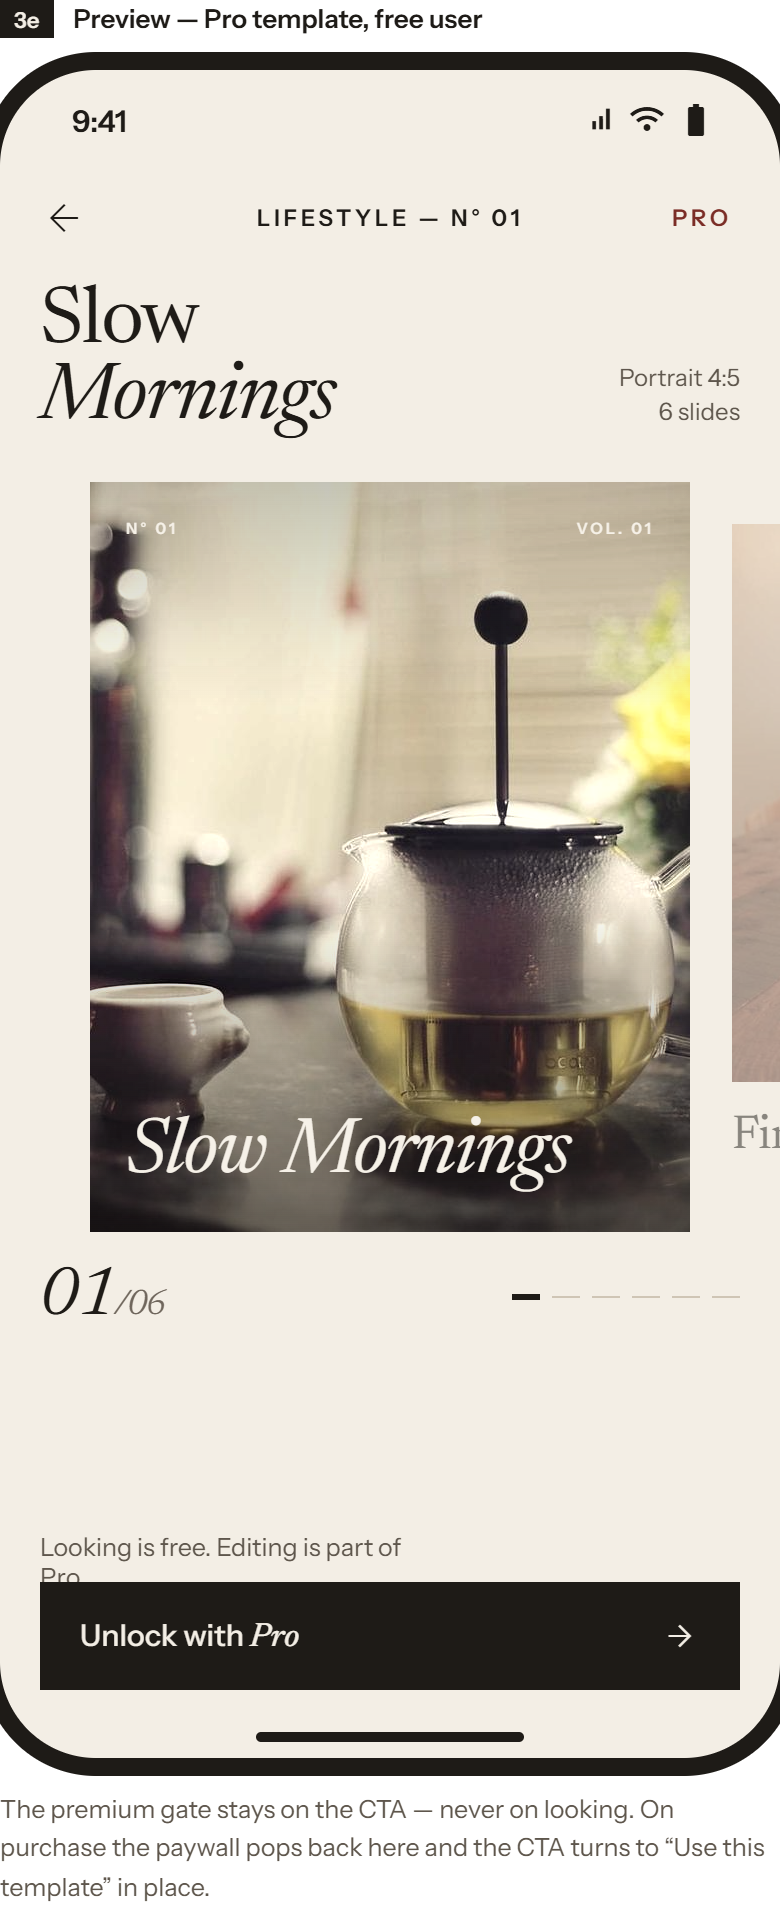 3e Preview — Pro template, free user
9:41
LIFESTYLE — N° 01 PRO
Slow
Mornings
Portrait 4:5
6 slides
N° 01 VOL. 01
Slow Mornings
01/06
Looking is free. Editing is part of
Pro
Unlock with Pro
The premium gate stays on the CTA — never on looking. On
purchase the paywall pops back here and the CTA turns to “Use this
template” in place.